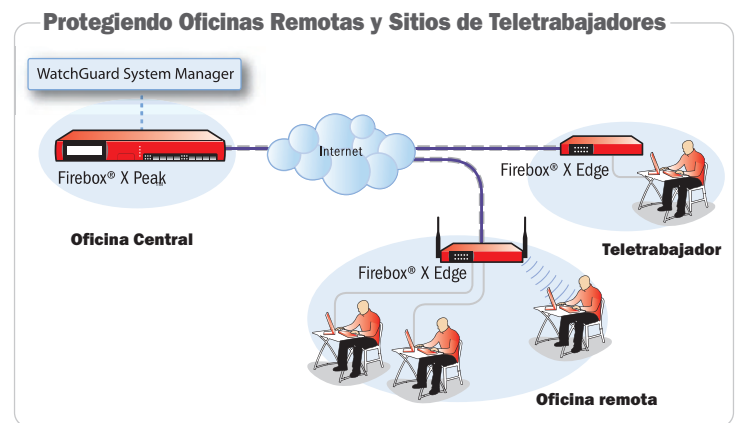 Protegiendo Oficinas Remotas y Sitios de Teletrabajadores
WatchGuard System Manager
Firebox® X Peak™
Oficina Central
Internet
Firebox® X Edge
Teletrabajador
Firebox® X Edge
Oficina remota